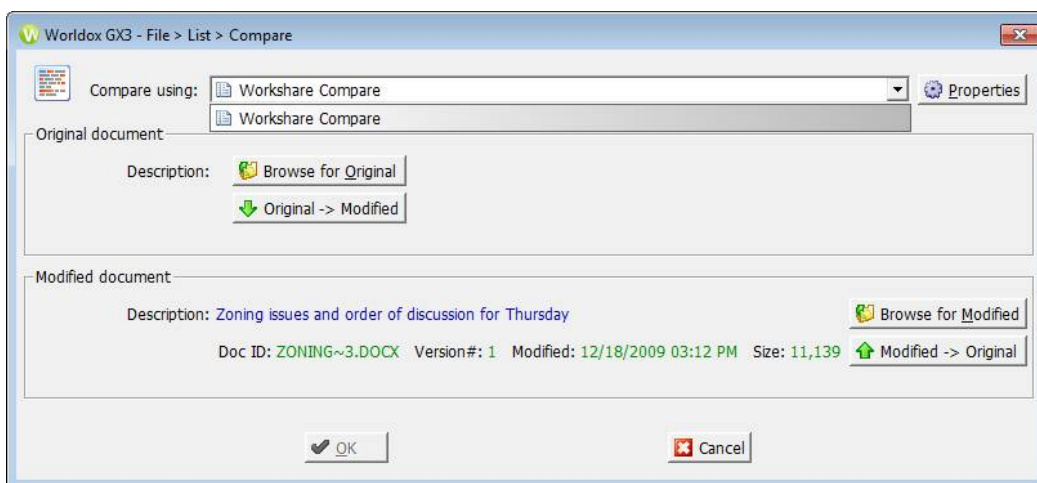 Worldox GX3 - File > List > Compare
Compare using: Workshare Compare Properties
Workshare Compare
Original document
Description: Browse for Original
Original -> Modified
Modified document
Description: Zoning issues and order of discussion for Thursday Browse for Modified
Doc ID: ZONING~3.DOCX Version#: 1 Modified: 12/18/2009 03:12 PM Size: 11,139 Modified -> Original
OK Cancel